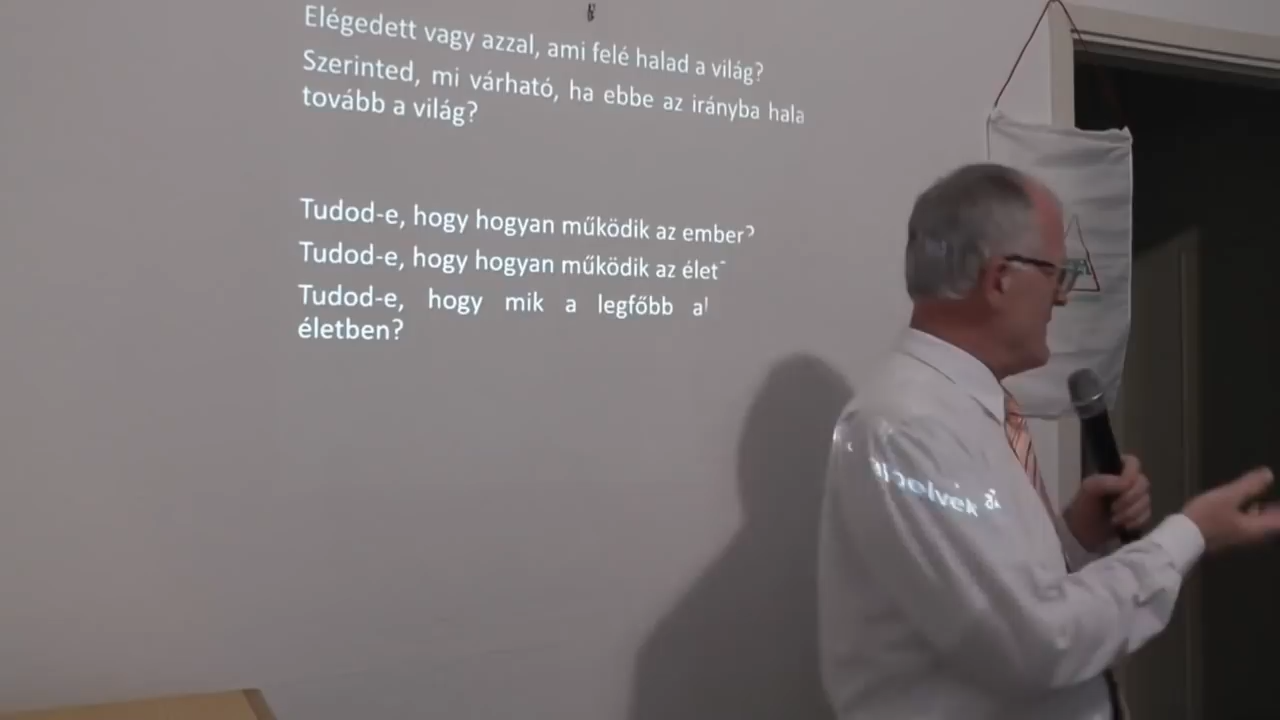 Elégedett vagy azzal, ami felé halad a világ?
Szerinted, mi várható, ha ebbe az irányba hala
tovább a világ?
Tudod-e, hogy hogyan működik az ember?
Tudod-e, hogy hogyan működik az élet
Tudod-e, hogy mik a legfőbb al
életben?